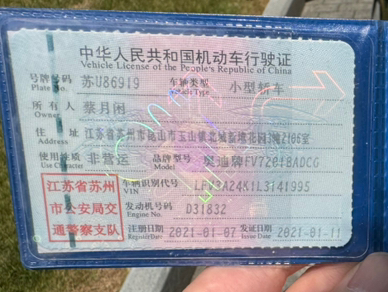 中华人民共和国机动车行驶证
Vehicle License of the People's Republic of China
号牌号码 苏U86919 车辆类型 小型轿车
Plate No. Vehicle Type
所有人 蔡月闲
Owner
住址 江苏省苏州市昆山市玉山镇北城
Address
使用性质 非营运 品牌型号 奥迪牌FV7201BADCG
Use Character Model
江苏省苏州
市公安局交
通警察支队
车辆识别代号
VIN
发动机号码 D31832
Engine No.
注册日期 2021-01-07 发证日期 2021-01-11
Register Date Issue Date